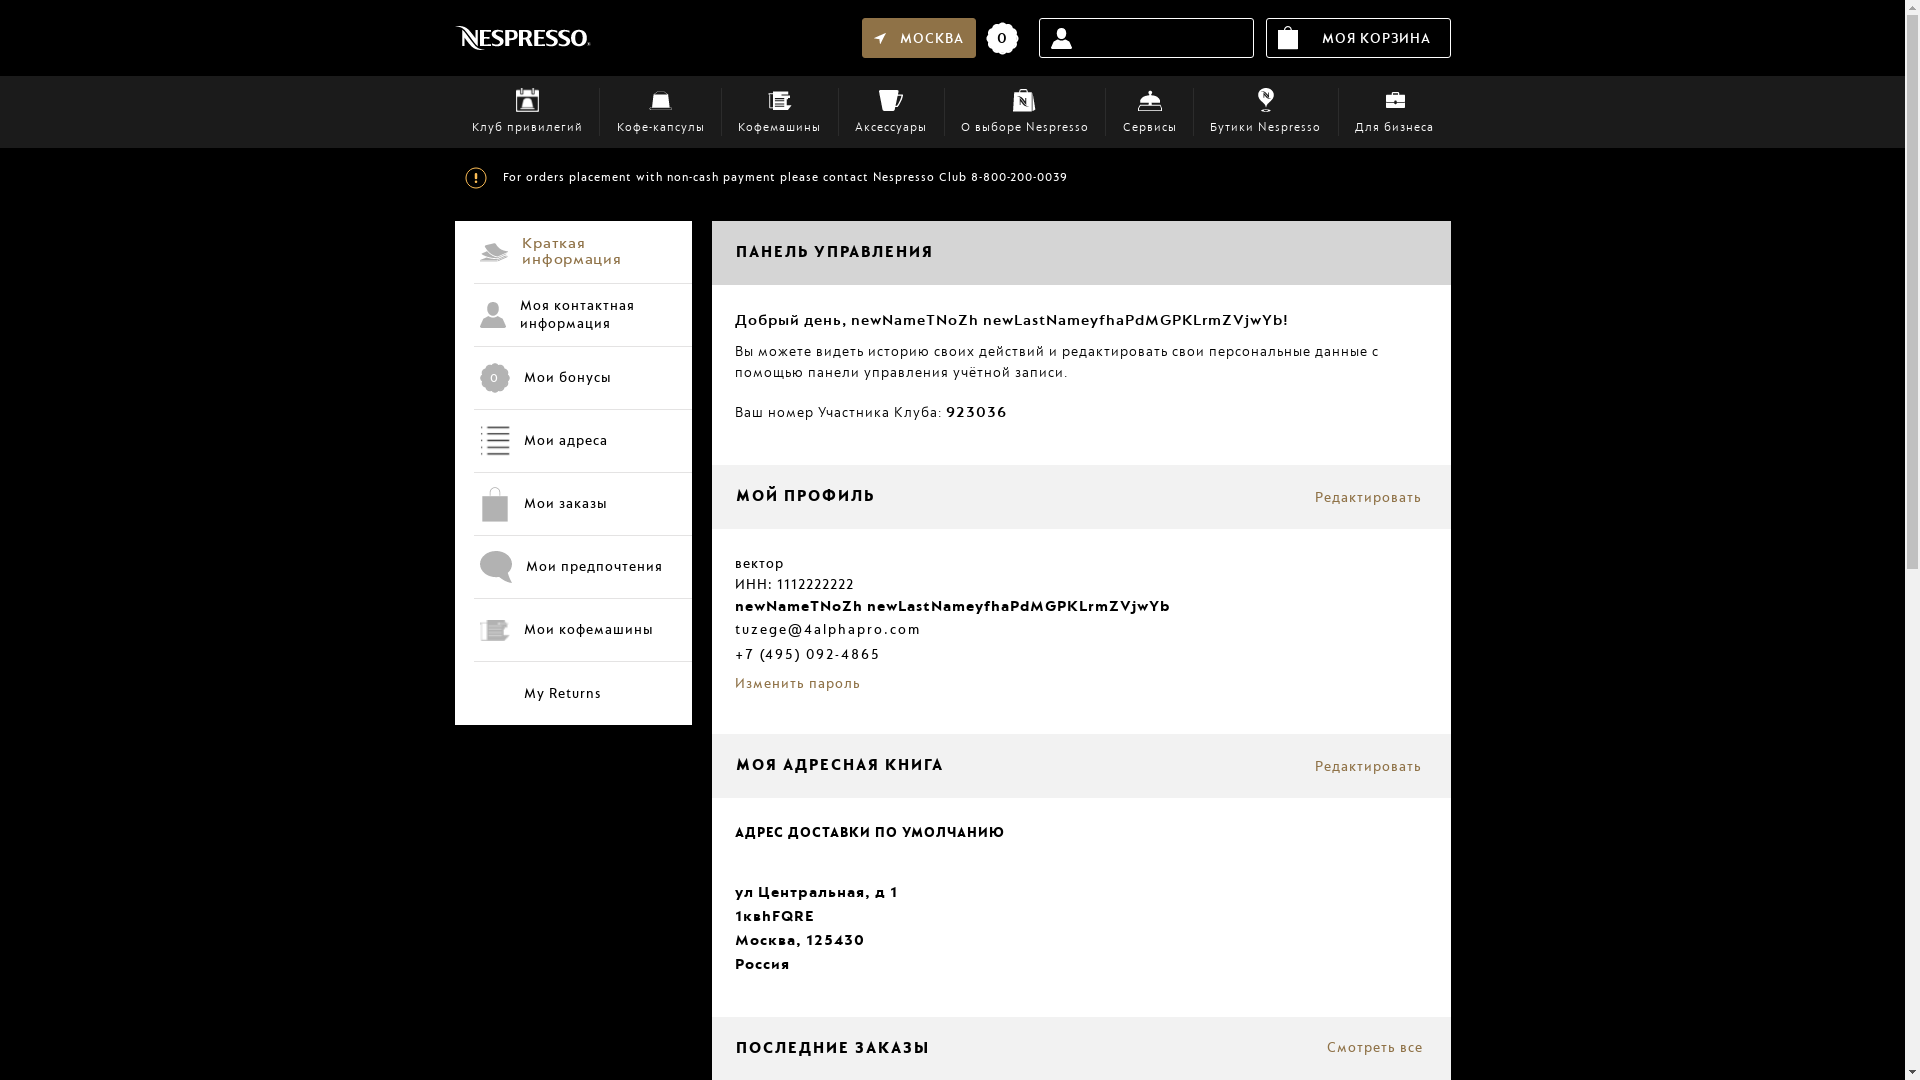 NESPRESSO
МОСКВА
0
МОЯ КОРЗИНА
Клуб привилегий
Кофе-капсулы
Кофемашины
Аксессуары
О выборе Nespresso
Сервисы
Бутики Nespresso
Для бизнеса
For orders placement with non-cash payment please contact Nespresso Club 8-800-200-0039
Краткая
информация
Моя контактная
информация
0
Мои бонусы
Мои адреса
Мои заказы
Мои предпочтения
Мои кофемашины
My Returns
ПАНЕЛЬ УПРАВЛЕНИЯ
Добрый день, newNameTNoZh newLastNameyfhaPdMGPKLrmZVjwYb!
Вы можете видеть историю своих действий и редактировать свои персональные данные с
помощью панели управления учётной записи.
Ваш номер Участника Клуба: 923036
МОЙ ПРОФИЛЬ
Редактировать
вектор
ИНН: 1112222222
newNameTNoZh newLastNameyfhaPdMGPKLrmZVjwYb
tuzege@4alphapro.com
+7 (495) 092-4865
Изменить пароль
МОЯ АДРЕСНАЯ КНИГА
Редактировать
АДРЕС ДОСТАВКИ ПО УМОЛЧАНИЮ
ул Центральная, д 1
1квhFQRE
Москва, 125430
Россия
ПОСЛЕДНИЕ ЗАКАЗЫ
Смотреть все